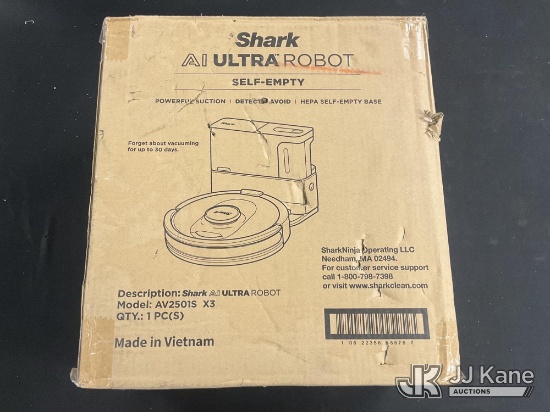 Shark
AI ULTRA™ ROBOT
SELF-EMPTY
POWERFUL SUCTION | DETECT & AVOID | HEPA SELF-EMPTY BASE
Forget about vacuuming
for up to 30 days.
Shark
Shark
SharkNinja Operating LLC
Needham, MA 02494.
For customer service support
call 1-800-798-7398
or visit www.sharkclean.com.
Description: Shark AI ULTRA ROBOT
Model: AV2501S X3
QTY.: 1 PC(S)
Made in Vietnam
JJ Kane
AUCTIONS